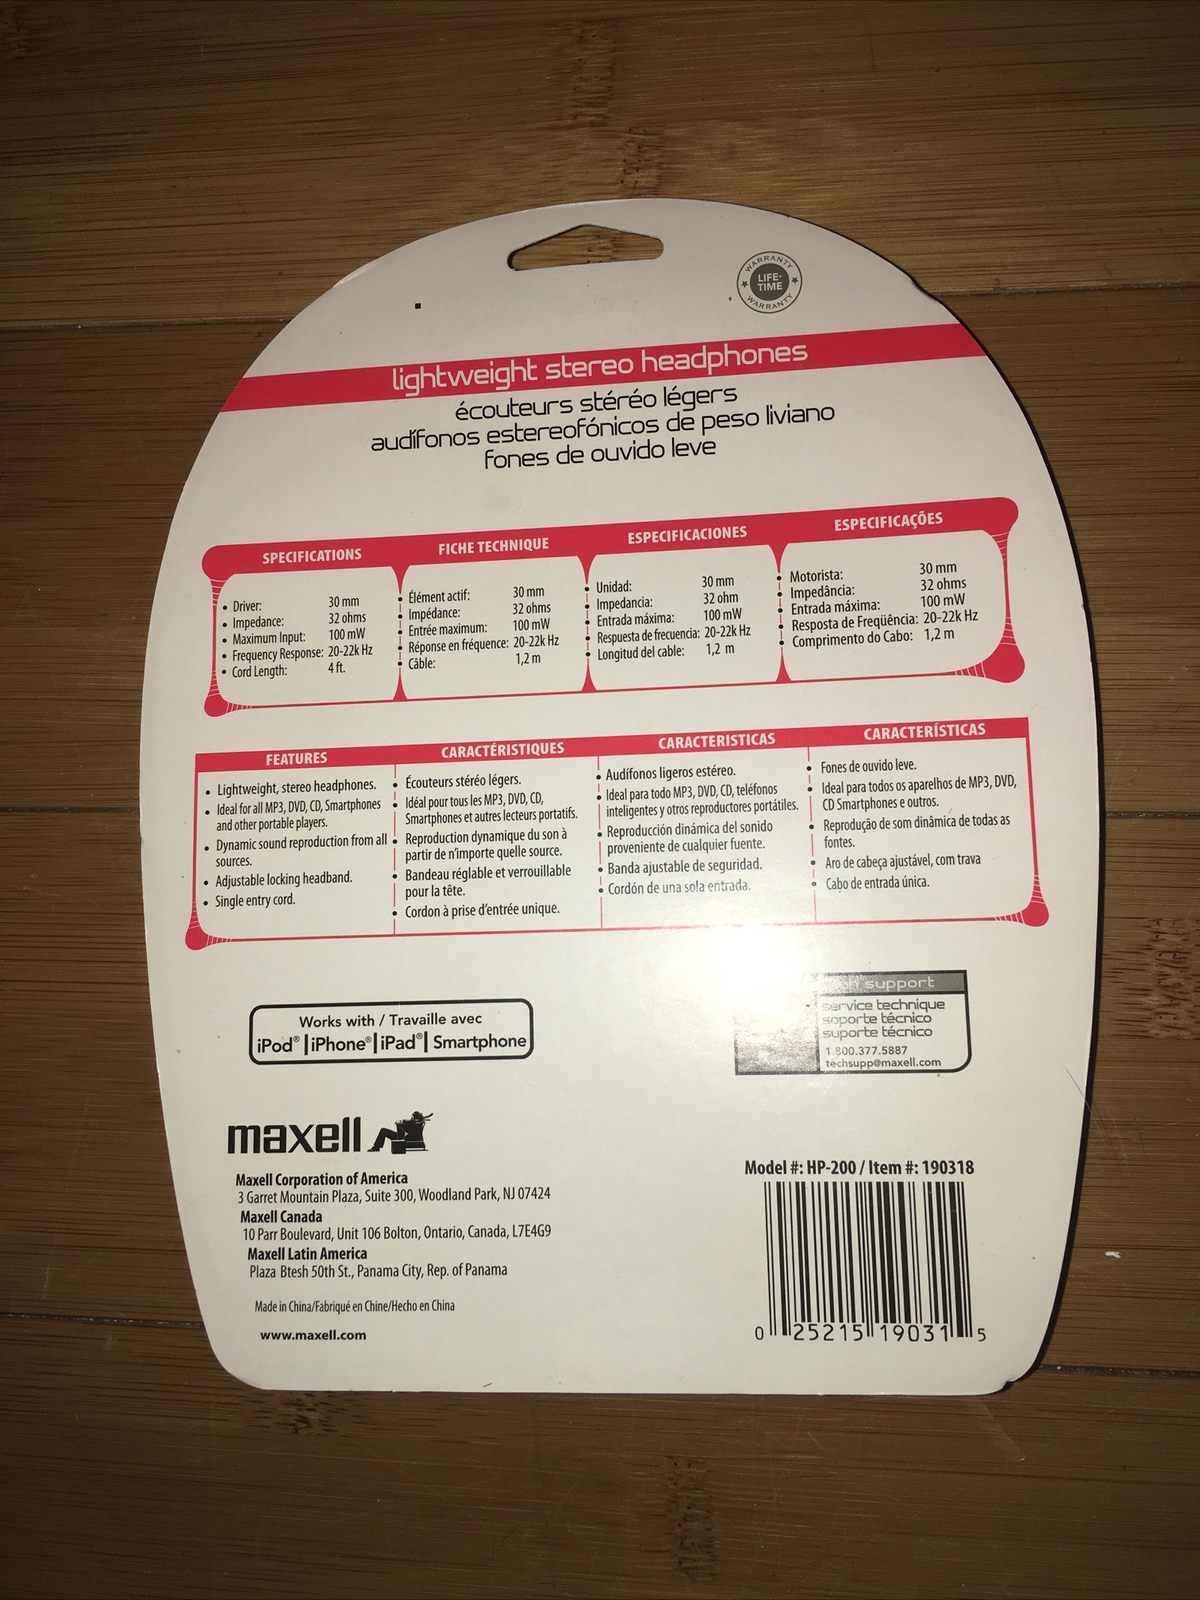 WARRANTY
LIFE-
TIME
WARRANTY
lightweight stereo headphones
écouteurs stéréo légers
audífonos estereofónicos de peso liviano
fones de ouvido leve
SPECIFICATIONS
• Driver: 30 mm
• Impedance: 32 ohms
• Maximum Input: 100 mW
• Frequency Response: 20-22k Hz
• Cord Length: 4 ft.
FICHE TECHNIQUE
• Élément actif: 30 mm
• Impédance: 32 ohms
• Entrée maximum: 100 mW
• Réponse en fréquence: 20-22k Hz
• Câble: 1,2 m
ESPECIFICACIONES
• Unidad: 30 mm
• Impedancia: 32 ohm
• Entrada máxima: 100 mW
• Respuesta de frecuencia: 20-22k Hz
• Longitud del cable: 1,2 m
ESPECIFICAÇÕES
• Motorista: 30 mm
• Impedância: 32 ohms
• Entrada máxima: 100 mW
• Resposta de Freqüência: 20-22k Hz
• Comprimento do Cabo: 1,2 m
FEATURES
• Lightweight, stereo headphones.
• Ideal for all MP3, DVD, CD, Smartphones
and other portable players.
• Dynamic sound reproduction from all
sources.
• Adjustable locking headband.
• Single entry cord.
CARACTÉRISTIQUES
• Écouteurs stéréo légers.
• Idéal pour tous les MP3, DVD, CD,
Smartphones et autres lecteurs portatifs.
• Reproduction dynamique du son à
partir de n'importe quelle source.
• Bandeau réglable et verrouillable
pour la tête.
• Cordon à prise d'entrée unique.
CARACTERISTICAS
• Audífonos ligeros estéreo.
• Ideal para todo MP3, DVD, CD, teléfonos
inteligentes y otros reproductores portátiles.
• Reproducción dinámica del sonido
proveniente de cualquier fuente.
• Banda ajustable de seguridad.
• Cordón de una sola entrada.
CARACTERÍSTICAS
• Fones de ouvido leve.
• Ideal para todos os aparelhos de MP3, DVD,
CD Smartphones e outros.
• Reprodução de som dinâmica de todas as
fontes.
• Aro de cabeça ajustável, com trava
• Cabo de entrada única.
Works with / Travaille avec
iPod® | iPhone® | iPad® | Smartphone
support
service technique
soporte técnico
suporte técnico
1.800.377.5887
techsupp@maxell.com
maxell
Maxell Corporation of America
3 Garret Mountain Plaza, Suite 300, Woodland Park, NJ 07424
Maxell Canada
10 Parr Boulevard, Unit 106 Bolton, Ontario, Canada, L7E4G9
Maxell Latin America
Plaza Btesh 50th St., Panama City, Rep. of Panama
Made in China/Fabriqué en Chine/Hecho en China
www.maxell.com
Model #: HP-200 / Item #: 190318
0 25215 19031 5